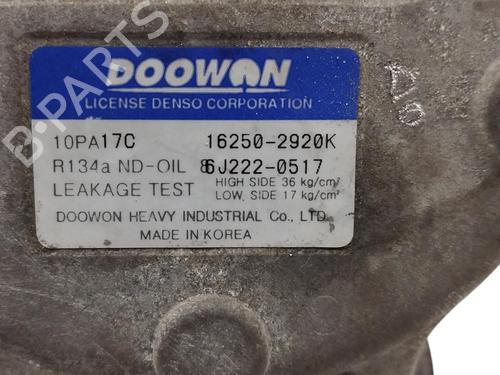 DOOWON
LICENSE DENSO CORPORATION
10PA17C 16250-2920K
R134a ND-OIL 8 6J222-0517
LEAKAGE TEST HIGH SIDE 36 kg/cm²
LOW SIDE 17 kg/cm²
DOOWON HEAVY INDUSTRIAL Co., LTD.
MADE IN KOREA
B-PARTS